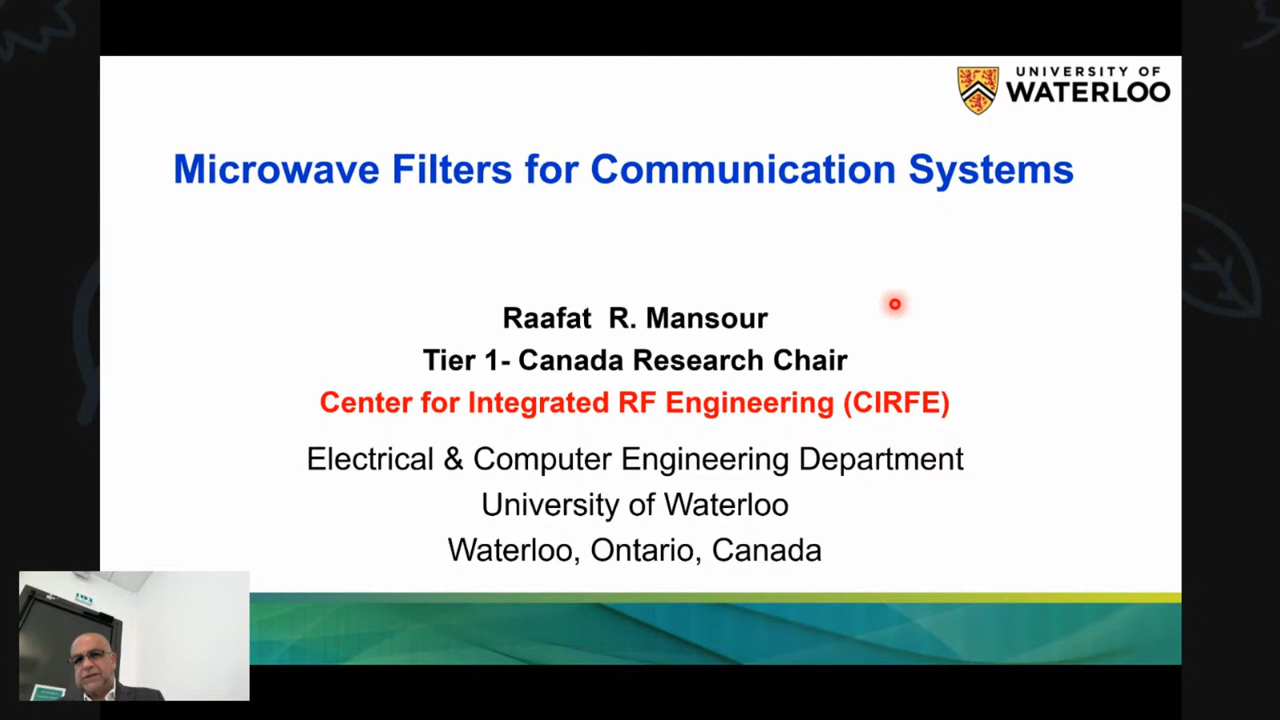 UNIVERSITY OF
WATERLOO
Microwave Filters for Communication Systems
Raafat R. Mansour
Tier 1- Canada Research Chair
Center for Integrated RF Engineering (CIRFE)
Electrical & Computer Engineering Department
University of Waterloo
Waterloo, Ontario, Canada